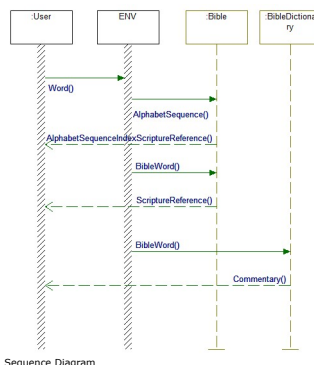 :User
ENV
:Bible
:BibleDictiona
ry
Word()
AlphabetSequence()
AlphabetSequenceIndexScriptureReference()
BibleWord()
ScriptureReference()
BibleWord()
Commentary()
Sequence Diagram